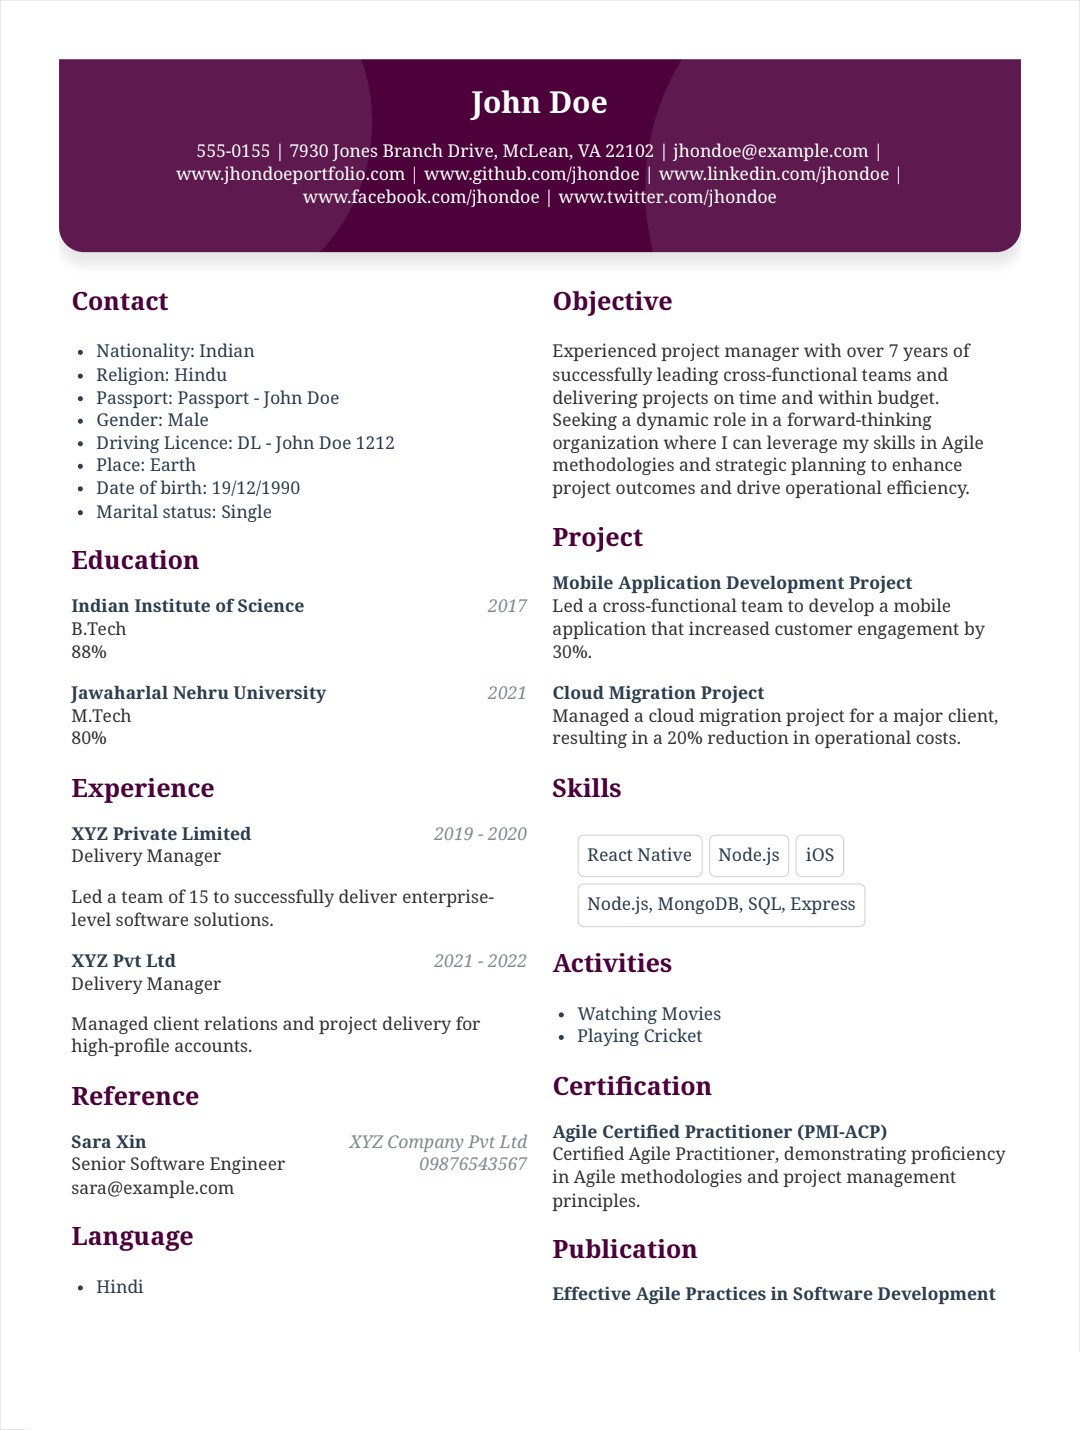 John Doe
555-0155 | 7930 Jones Branch Drive, McLean, VA 22102 | jhondoe@example.com |
www.jhondoeportfolio.com | www.github.com/jhondoe | www.linkedin.com/jhondoe |
www.facebook.com/jhondoe | www.twitter.com/jhondoe
Contact
• Nationality: Indian
• Religion: Hindu
• Passport: Passport - John Doe
• Gender: Male
• Driving Licence: DL - John Doe 1212
• Place: Earth
• Date of birth: 19/12/1990
• Marital status: Single
Education
Indian Institute of Science 2017
B.Tech
88%
Jawaharlal Nehru University 2021
M.Tech
80%
Experience
XYZ Private Limited 2019 - 2020
Delivery Manager
Led a team of 15 to successfully deliver enterprise-
level software solutions.
XYZ Pvt Ltd 2021 - 2022
Delivery Manager
Managed client relations and project delivery for
high-profile accounts.
Reference
Sara Xin XYZ Company Pvt Ltd
Senior Software Engineer 09876543567
sara@example.com
Language
• Hindi
Objective
Experienced project manager with over 7 years of
successfully leading cross-functional teams and
delivering projects on time and within budget.
Seeking a dynamic role in a forward-thinking
organization where I can leverage my skills in Agile
methodologies and strategic planning to enhance
project outcomes and drive operational efficiency.
Project
Mobile Application Development Project
Led a cross-functional team to develop a mobile
application that increased customer engagement by
30%.
Cloud Migration Project
Managed a cloud migration project for a major client,
resulting in a 20% reduction in operational costs.
Skills
React Native Node.js iOS
Node.js, MongoDB, SQL, Express
Activities
• Watching Movies
• Playing Cricket
Certification
Agile Certified Practitioner (PMI-ACP)
Certified Agile Practitioner, demonstrating proficiency
in Agile methodologies and project management
principles.
Publication
Effective Agile Practices in Software Development